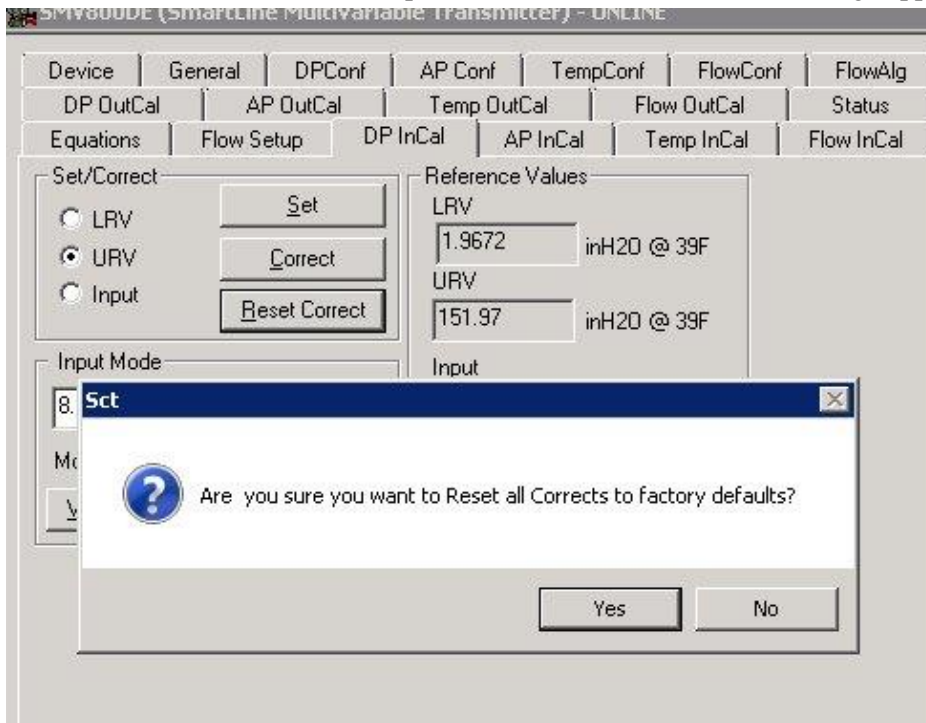 SMV800DE (SmartLine Multivariable Transmitter) - ONLINE
Device General DPConf AP Conf TempConf FlowConf FlowAlg
DP OutCal AP OutCal Temp OutCal Flow OutCal Status
Equations Flow Setup DP InCal AP InCal Temp InCal Flow InCal
Set/Correct
LRV
URV
Input
Set
Correct
Reset Correct
Reference Values
LRV
1.9672 inH2O @ 39F
URV
151.97 inH2O @ 39F
Input
Input Mode
8.
Sct
Are you sure you want to Reset all Corrects to factory defaults?
Yes No